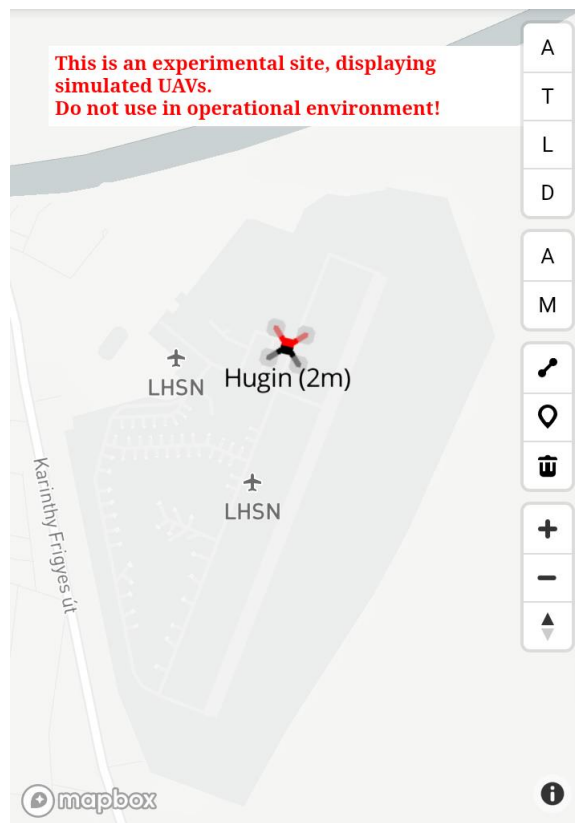 This is an experimental site, displaying
simulated UAVs.
Do not use in operational environment!
A
T
L
D
A
M
LHSN
Hugin (2m)
LHSN
Karinthy Frigyes út
mapbox